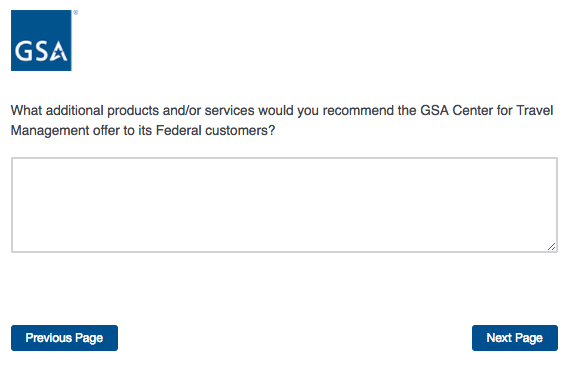 GSA
What additional products and/or services would you recommend the GSA Center for Travel
Management offer to its Federal customers?
Previous Page
Next Page